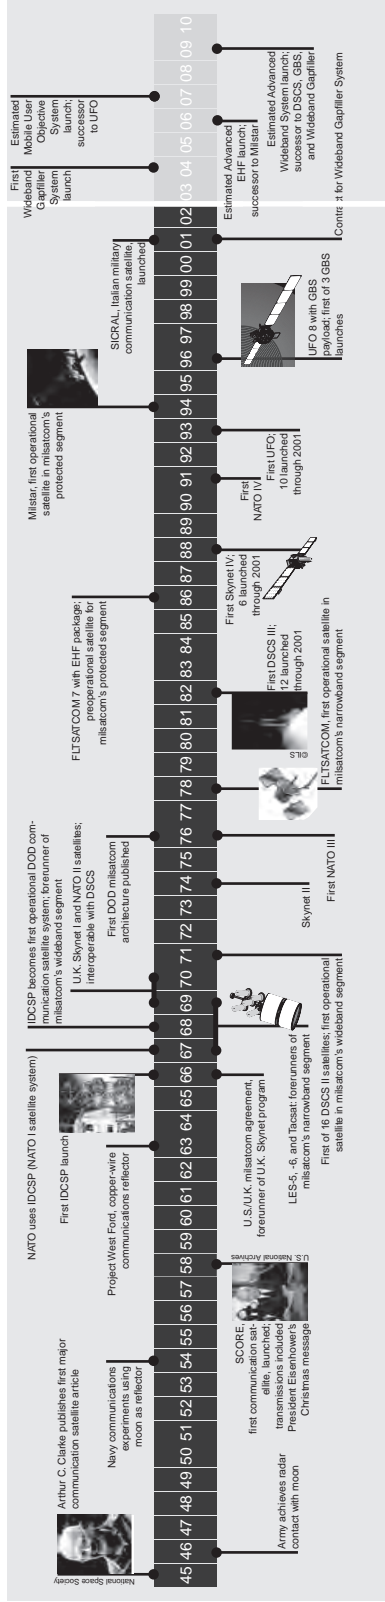 National Space Society
Arthur C. Clarke publishes first major
communication satellite article
Navy communications
experiments using
moon as reflector
Project West Ford, copper-wire
communications reflector
First IDCSP launch
NATO uses IDCSP (NATO I satellite system)
IDCSP becomes first operational DOD com-
munication satellite system; forerunner of
milsatcom's wideband segment
U.K. Skynet I and NATO II satellites;
interoperable with DSCS
First DOD milsatcom
architecture published
FLTSATCOM 7 with EHF package;
preoperational satellite for
milsatcom's protected segment
Milstar, first operational
satellite in milsatcom's
protected segment
SICRAL, Italian military
communication satellite,
launched
First
Wideband
Gapfiller
System
launch
Estimated
Mobile User
Objective
System
launch;
successor
to UFO
45 46 47 48 49 50 51 52 53 54 55 56 57 58 59 60 61 62 63 64 65 66 67 68 69 70 71 72 73 74 75 76 77 78 79 80 81 82 83 84 85 86 87 88 89 90 91 92 93 94 95 96 97 98 99 00 01 02 03 04 05 06 07 08 09 10
Army achieves radar
contact with moon
SCORE,
first communication sat-
ellite, launched;
transmissions included
President Eisenhower's
Christmas message
U.S. National Archives
U.S./U.K. milsatcom agreement,
forerunner of U.K. Skynet program
LES-5, -6, and Tacsat: forerunners of
milsatcom's narrowband segment
First of 16 DSCS II satellites; first operational
satellite in milsatcom's wideband segment
Skynet II
First NATO III
FLTSATCOM, first operational satellite in
milsatcom's narrowband segment
©ILS
First DSCS III;
12 launched
through 2001
First Skynet IV;
6 launched
through 2001
First
NATO IV
First UFO;
10 launched
through 2001
UFO 8 with GBS
payload; first of 3 GBS
launches
Contract for Wideband Gapfiller System
Estimated Advanced
EHF launch;
successor to Milstar
Estimated Advanced
Wideband System launch;
successor to DSCS, GBS,
and Wideband Gapfiller